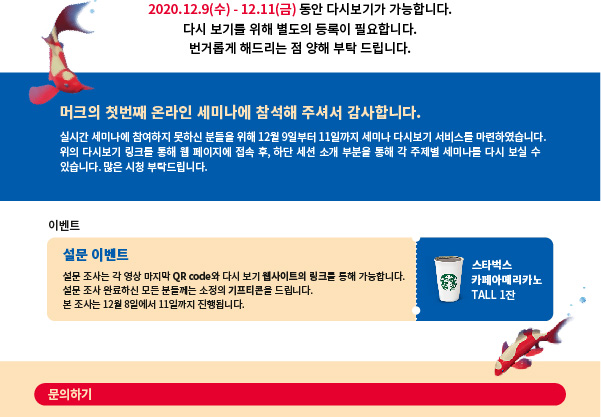 2020.12.9(수) - 12.11(금) 동안 다시보기가 가능합니다.
다시 보기를 위해 별도의 등록이 필요합니다.
번거롭게 해드리는 점 양해 부탁 드립니다.
머크의 첫번째 온라인 세미나에 참석해 주셔서 감사합니다.
실시간 세미나에 참여하지 못하신 분들을 위해 12월 9일부터 11일까지 세미나 다시보기 서비스를 마련하였습니다.
위의 다시보기 링크를 통해 웹 페이지에 접속 후, 하단 세션 소개 부분을 통해 각 주제별 세미나를 다시 보실 수
있습니다. 많은 시청 부탁드립니다.
이벤트
설문 이벤트
설문 조사는 각 영상 마지막 QR code와 다시 보기 웹사이트의 링크를 통해 가능합니다.
설문 조사 완료하신 모든 분들께는 소정의 기프티콘을 드립니다.
본 조사는 12월 8일에서 11일까지 진행됩니다.
스타벅스
카페아메리카노
TALL 1잔
문의하기